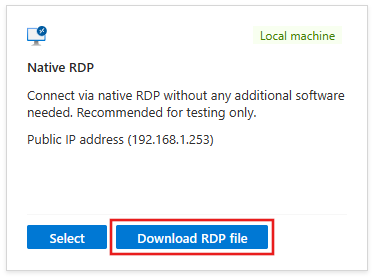 Local machine
Native RDP
Connect via native RDP without any additional software
needed. Recommended for testing only.
Public IP address (192.168.1.253)
Select
Download RDP file